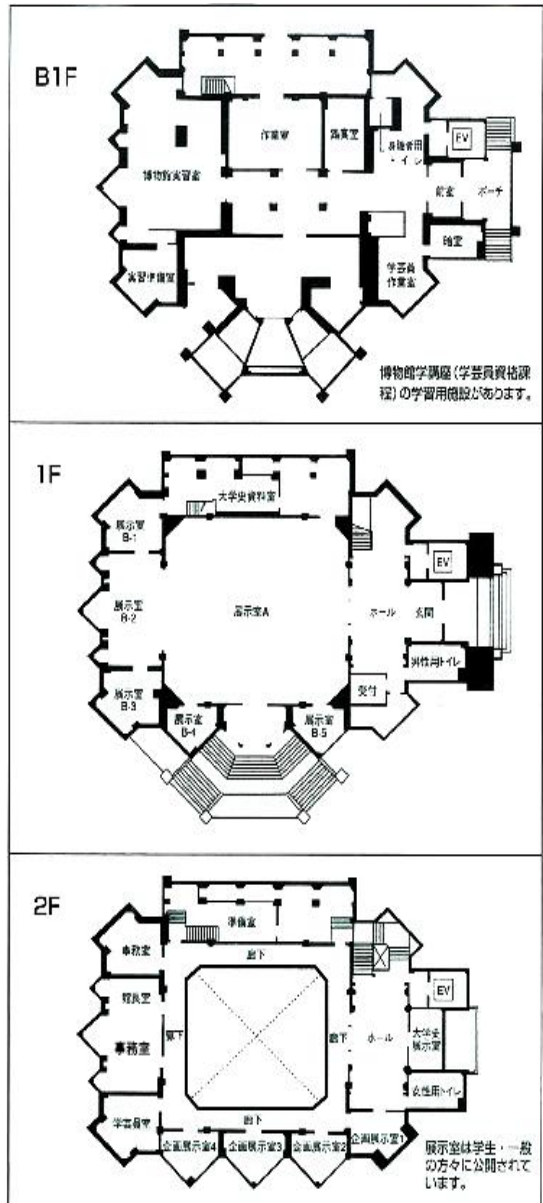 B1F
作業室
EV
身障者用
トイレ
博物館実習室
前室
ポーチ
暗室
実習準備室
学芸員
作業室
博物館学講座（学芸員資格課
程）の学習用施設があります。
1F
大学史資料室
展示室
B-1
EV
展示室
B-2
展示室A
ホール
玄関
男性用トイレ
展示室
B-3
受付
展示室
B-4
展示室
B-5
2F
準備室
事務室
廊下
EV
館長室
事務室
廊下
廊下
ホール
大学史
展示室
女性用トイレ
学芸員室
廊下
企画展示室4
企画展示室3
企画展示室2
企画展示室1
展示室は学生・一般
の方々に公開されて
います。